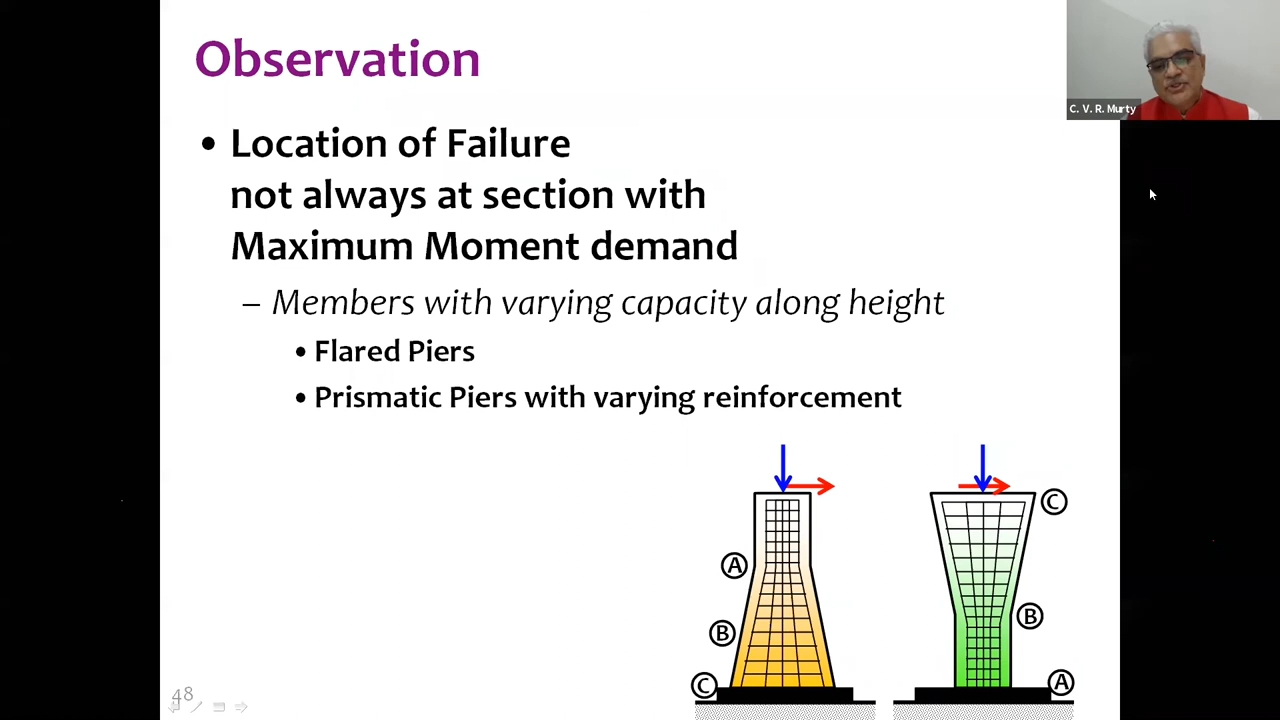 Observation
C. V. R. Murty
• Location of Failure
not always at section with
Maximum Moment demand
– Members with varying capacity along height
• Flared Piers
• Prismatic Piers with varying reinforcement
A
B
C
C
B
A
48